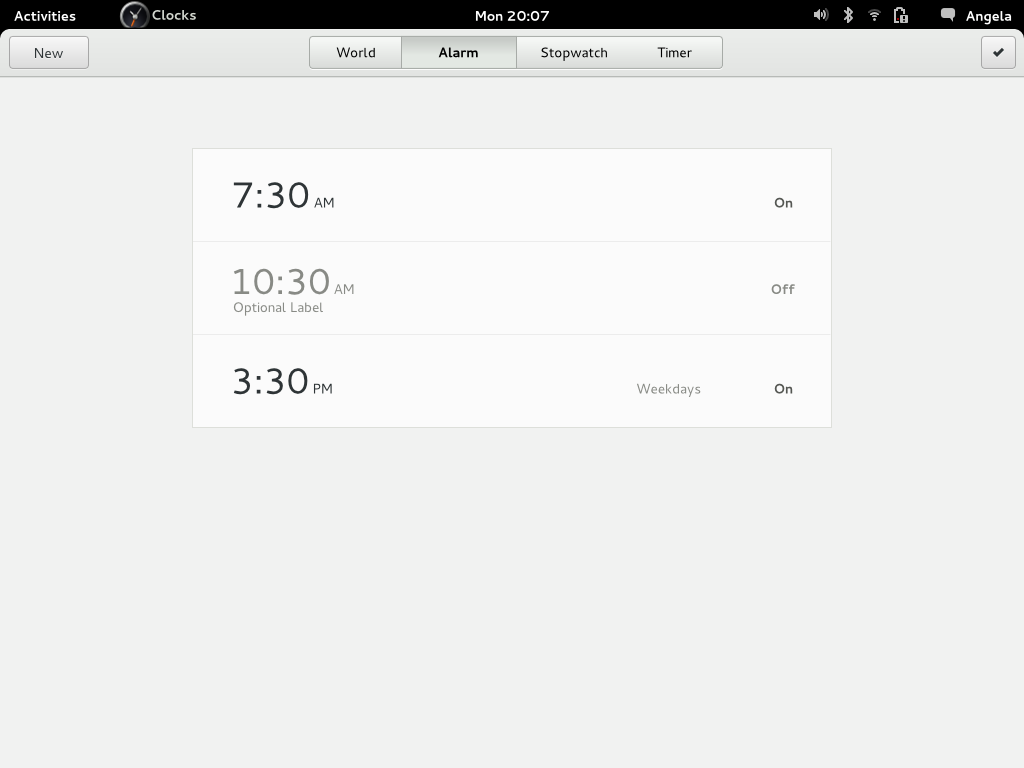 Activities Clocks Mon 20:07 Angela
New World Alarm Stopwatch Timer
7:30 AM On
10:30 AM Off
Optional Label
3:30 PM Weekdays On